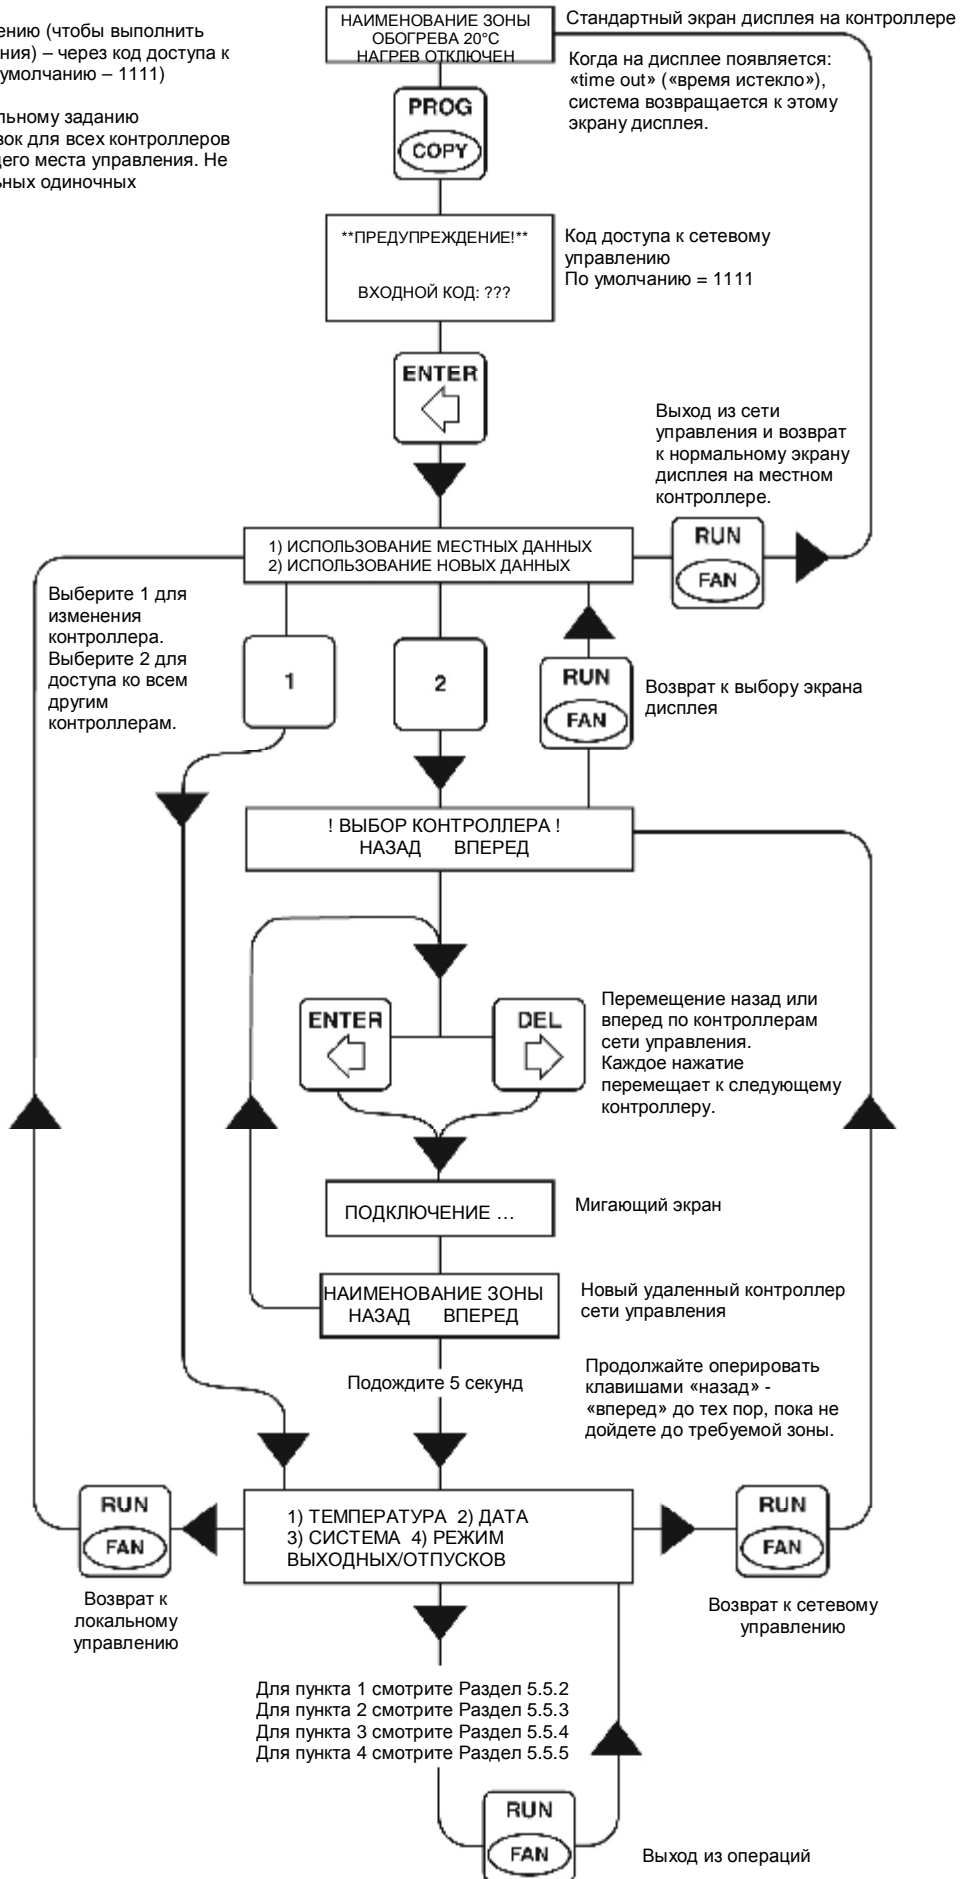 ению (чтобы выполнить
ния) – через код доступа к
умолчанию – 1111)
льному заданию
вок для всех контроллеров
щего места управления. Не
ьных одиночных
НАИМЕНОВАНИЕ ЗОНЫ
ОБОГРЕВА 20°C
НАГРЕВ ОТКЛЮЧЕН
Стандартный экран дисплея на контроллере
Когда на дисплее появляется:
«time out» («время истекло»),
система возвращается к этому
экрану дисплея.
PROG
COPY
**ПРЕДУПРЕЖДЕНИЕ!**
ВХОДНОЙ КОД: ???
Код доступа к сетевому
управлению
По умолчанию = 1111
ENTER
Выход из сети
управления и возврат
к нормальному экрану
дисплея на местном
контроллере.
1) ИСПОЛЬЗОВАНИЕ МЕСТНЫХ ДАННЫХ
2) ИСПОЛЬЗОВАНИЕ НОВЫХ ДАННЫХ
RUN
FAN
Выберите 1 для
изменения
контроллера.
Выберите 2 для
доступа ко всем
другим
контроллерам.
1
2
RUN
FAN
Возврат к выбору экрана
дисплея
! ВЫБОР КОНТРОЛЛЕРА !
НАЗАД ВПЕРЕД
ENTER
DEL
Перемещение назад или
вперед по контроллерам
сети управления.
Каждое нажатие
перемещает к следующему
контроллеру.
ПОДКЛЮЧЕНИЕ ...
Мигающий экран
НАИМЕНОВАНИЕ ЗОНЫ
НАЗАД ВПЕРЕД
Новый удаленный контроллер
сети управления
Подождите 5 секунд
Продолжайте оперировать
клавишами «назад» -
«вперед» до тех пор, пока не
дойдете до требуемой зоны.
RUN
FAN
1) ТЕМПЕРАТУРА 2) ДАТА
3) СИСТЕМА 4) РЕЖИМ
ВЫХОДНЫХ/ОТПУСКОВ
RUN
FAN
Возврат к
локальному
управлению
Возврат к сетевому
управлению
Для пункта 1 смотрите Раздел 5.5.2
Для пункта 2 смотрите Раздел 5.5.3
Для пункта 3 смотрите Раздел 5.5.4
Для пункта 4 смотрите Раздел 5.5.5
RUN
FAN
Выход из операций